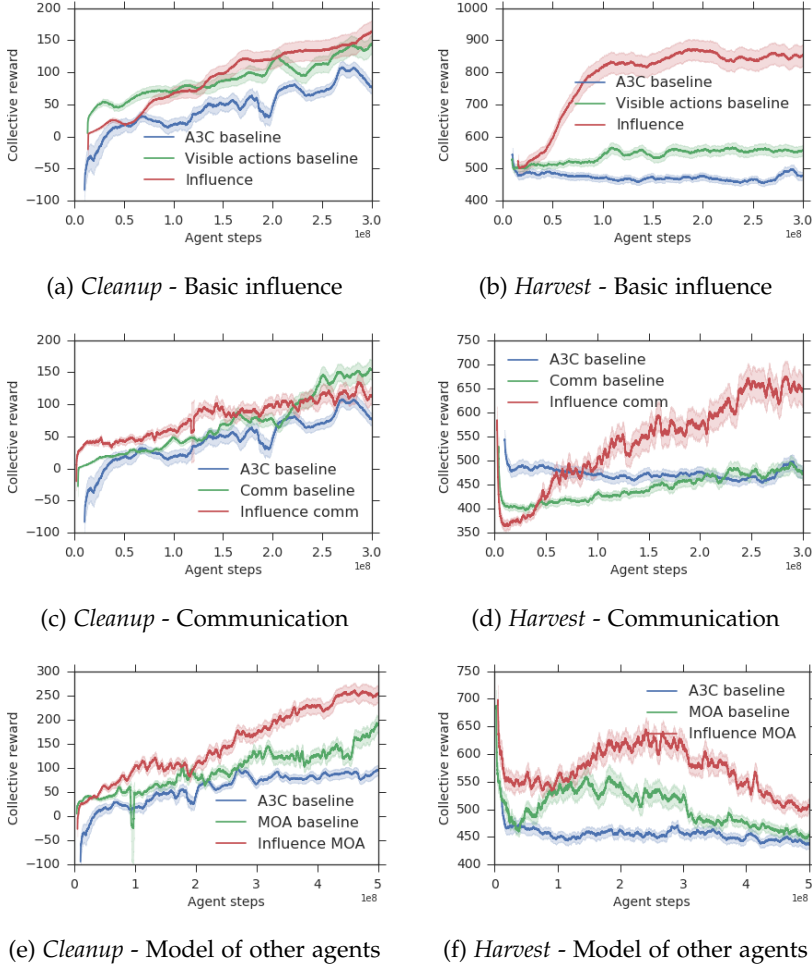 200
150
100
50
0
−50
−100
Collective reward
A3C baseline
Visible actions baseline
Influence
0.0 0.5 1.0 1.5 2.0 2.5 3.0
1e8
Agent steps
(a) Cleanup - Basic influence
1000
900
800
700
600
500
400
Collective reward
A3C baseline
Visible actions baseline
Influence
0.0 0.5 1.0 1.5 2.0 2.5 3.0
1e8
Agent steps
(b) Harvest - Basic influence
200
150
100
50
0
−50
−100
Collective reward
A3C baseline
Comm baseline
Influence comm
0.0 0.5 1.0 1.5 2.0 2.5 3.0
1e8
Agent steps
(c) Cleanup - Communication
750
700
650
600
550
500
450
400
350
Collective reward
A3C baseline
Comm baseline
Influence comm
0.0 0.5 1.0 1.5 2.0 2.5 3.0
1e8
Agent steps
(d) Harvest - Communication
300
250
200
150
100
50
0
−50
−100
Collective reward
A3C baseline
MOA baseline
Influence MOA
0 1 2 3 4 5
1e8
Agent steps
(e) Cleanup - Model of other agents
750
700
650
600
550
500
450
400
Collective reward
A3C baseline
MOA baseline
Influence MOA
0 1 2 3 4 5
1e8
Agent steps
(f) Harvest - Model of other agents